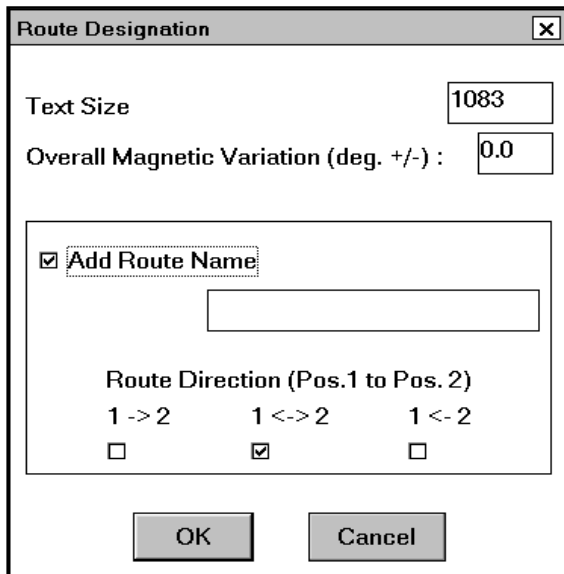 Route Designation
Text Size 1083
Overall Magnetic Variation (deg. +/-) : 0.0
Add Route Name
Route Direction (Pos.1 to Pos. 2)
1 -> 2 1 <-> 2 1 <- 2
OK Cancel